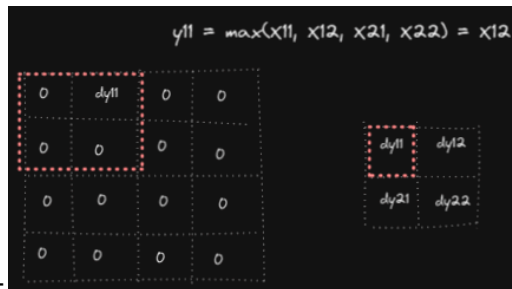 y11 = max(x11, x12, x21, x22) = x12
0 dy11 0 0
0 0 0 0
0 0 0 0
0 0 0 0
dy11 dy12
dy21 dy22